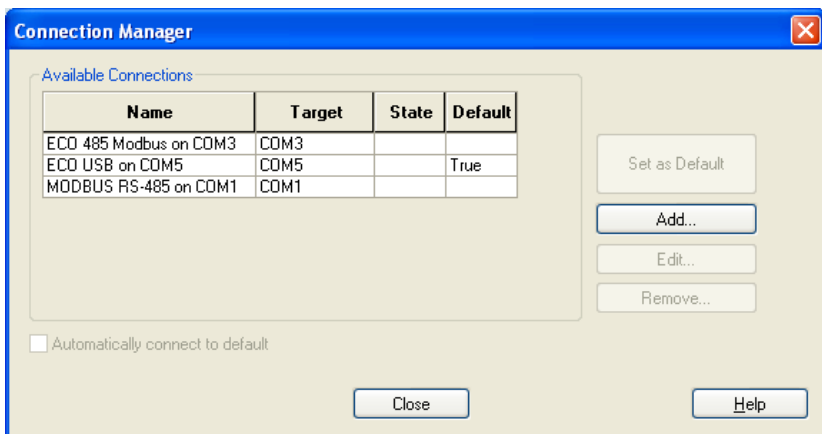 Connection Manager
Available Connections
Name Target State Default
ECO 485 Modbus on COM3 COM3
ECO USB on COM5 COM5 True
MODBUS RS-485 on COM1 COM1
Set as Default
Add...
Edit...
Remove...
Automatically connect to default
Close Help